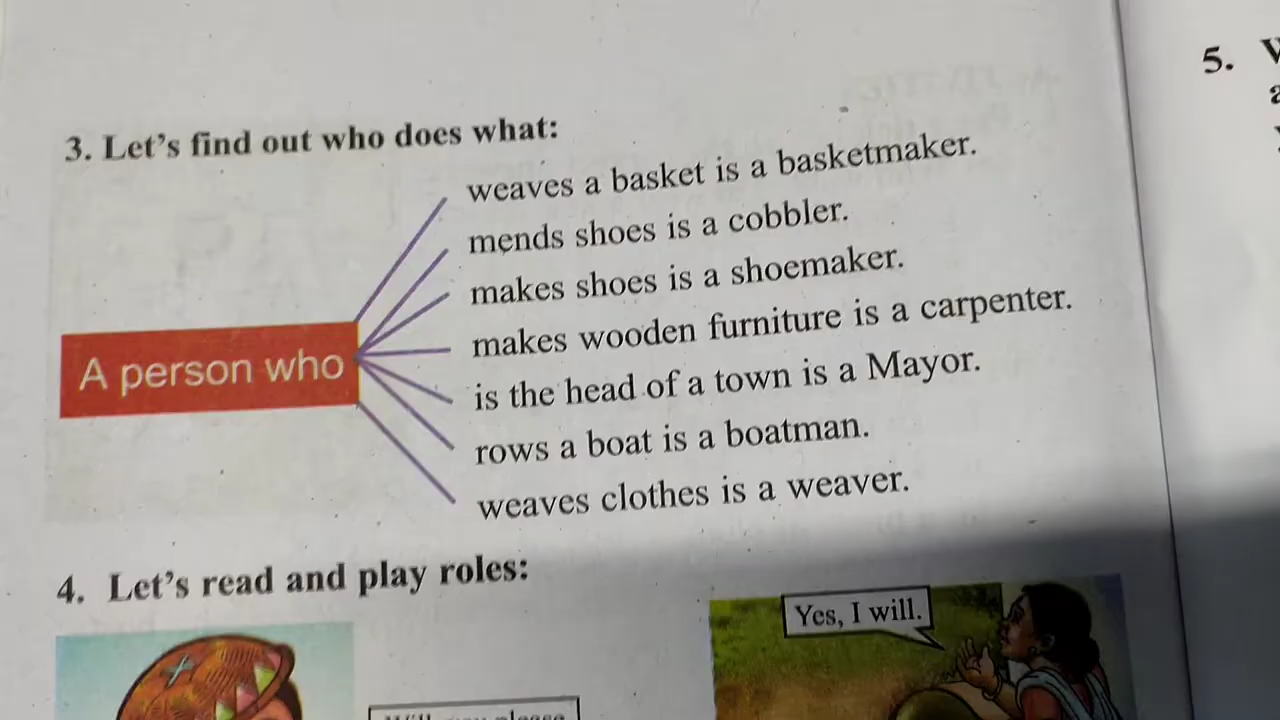 3. Let's find out who does what:
A person who
weaves a basket is a basketmaker.
mends shoes is a cobbler.
makes shoes is a shoemaker.
makes wooden furniture is a carpenter.
is the head of a town is a Mayor.
rows a boat is a boatman.
weaves clothes is a weaver.
4. Let's read and play roles:
Yes, I will.
please
5.